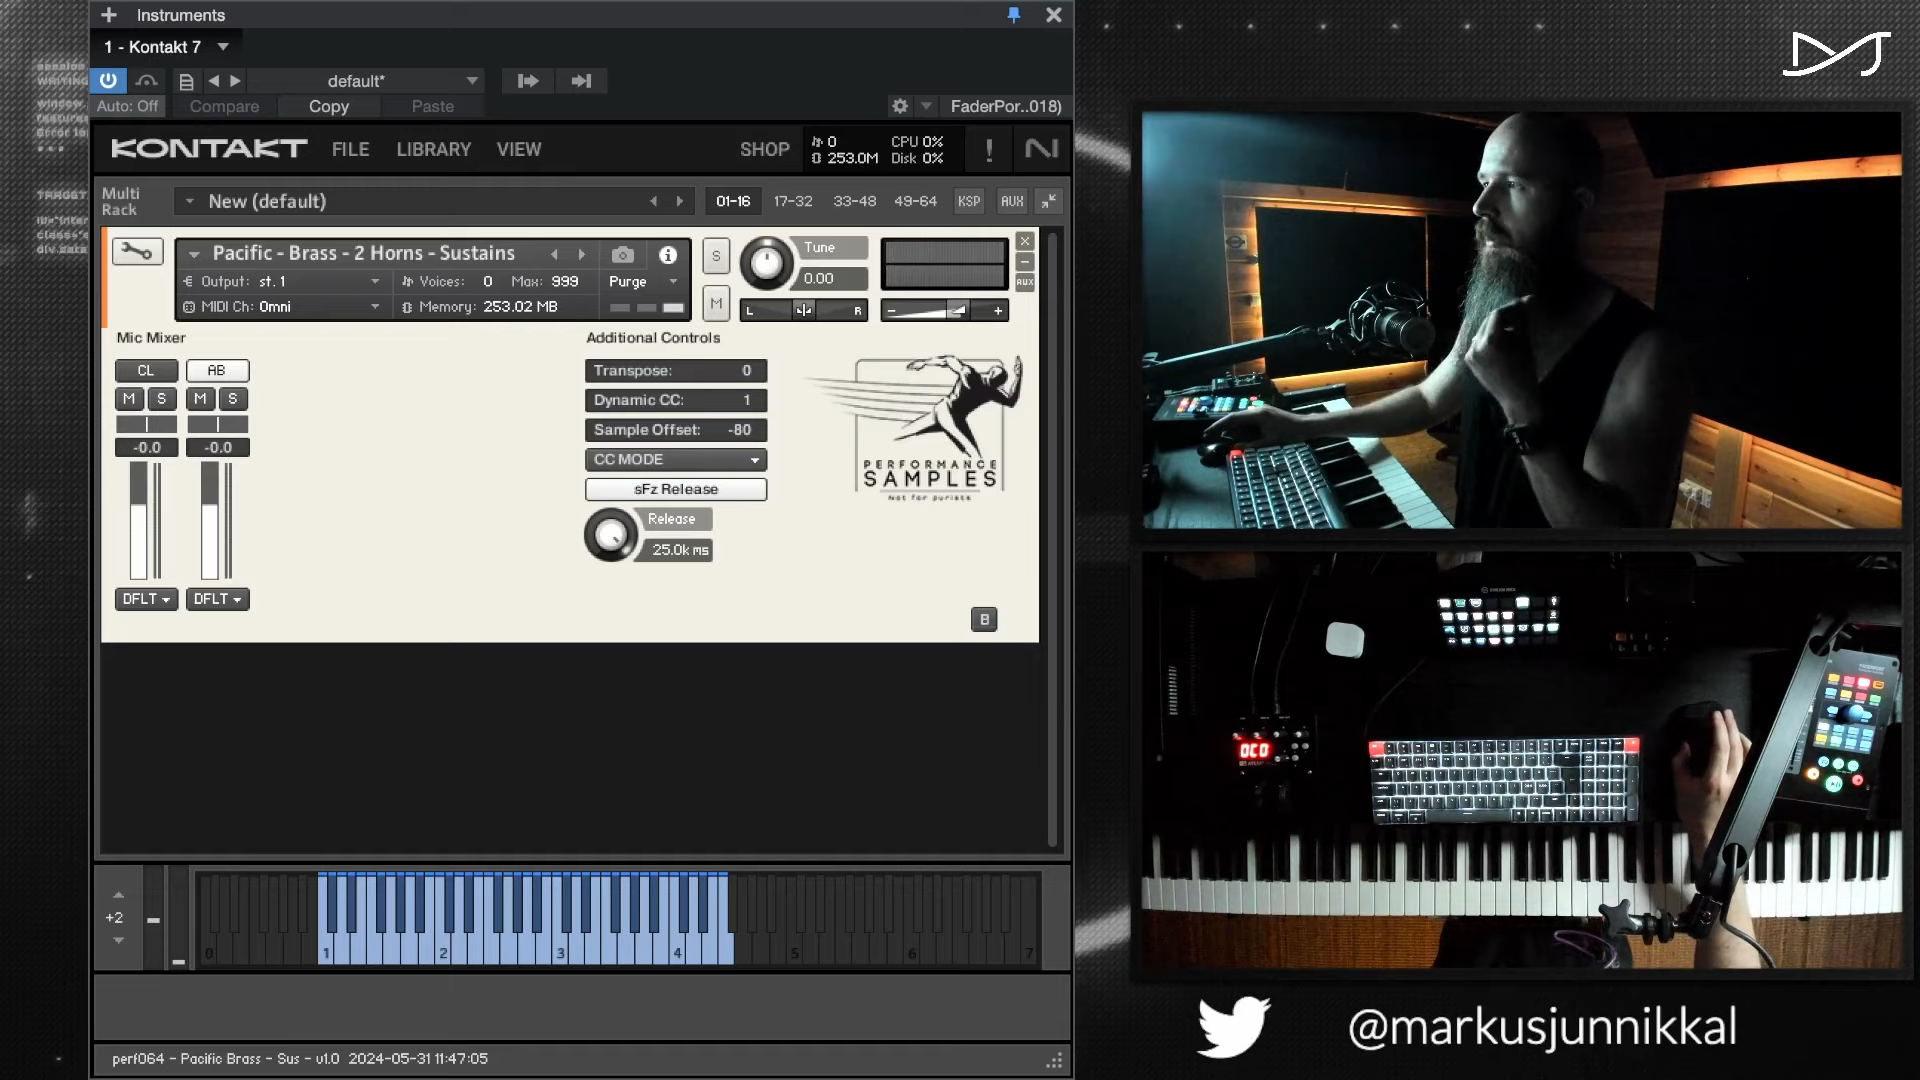 Instruments
1 - Kontakt 7
default*
Auto: Off
Compare
Copy
Paste
FaderPor..018)
KONTAKT
FILE
LIBRARY
VIEW
SHOP
0
253.0M
CPU 0%
Disk 0%
Multi
Rack
New (default)
01-16
17-32
33-48
49-64
KSP
AUX
Pacific - Brass - 2 Horns - Sustains
Output: st. 1
Voices: 0
Max: 999
Purge
MIDI Ch: Omni
Memory: 253.02 MB
S
M
Tune
0.00
L
R
AUX
Mic Mixer
CL
AB
M
S
M
S
-0.0
-0.0
DFLT
DFLT
Additional Controls
Transpose: 0
Dynamic CC: 1
Sample Offset: -80
CC MODE
sFz Release
Release
25.0k ms
PERFORMANCE
SAMPLES
Not for purists
B
+2
0
1
2
3
4
5
6
7
perf064 - Pacific Brass - Sus - v1.0 2024-05-31 11:47:05
@markusjunnikkal